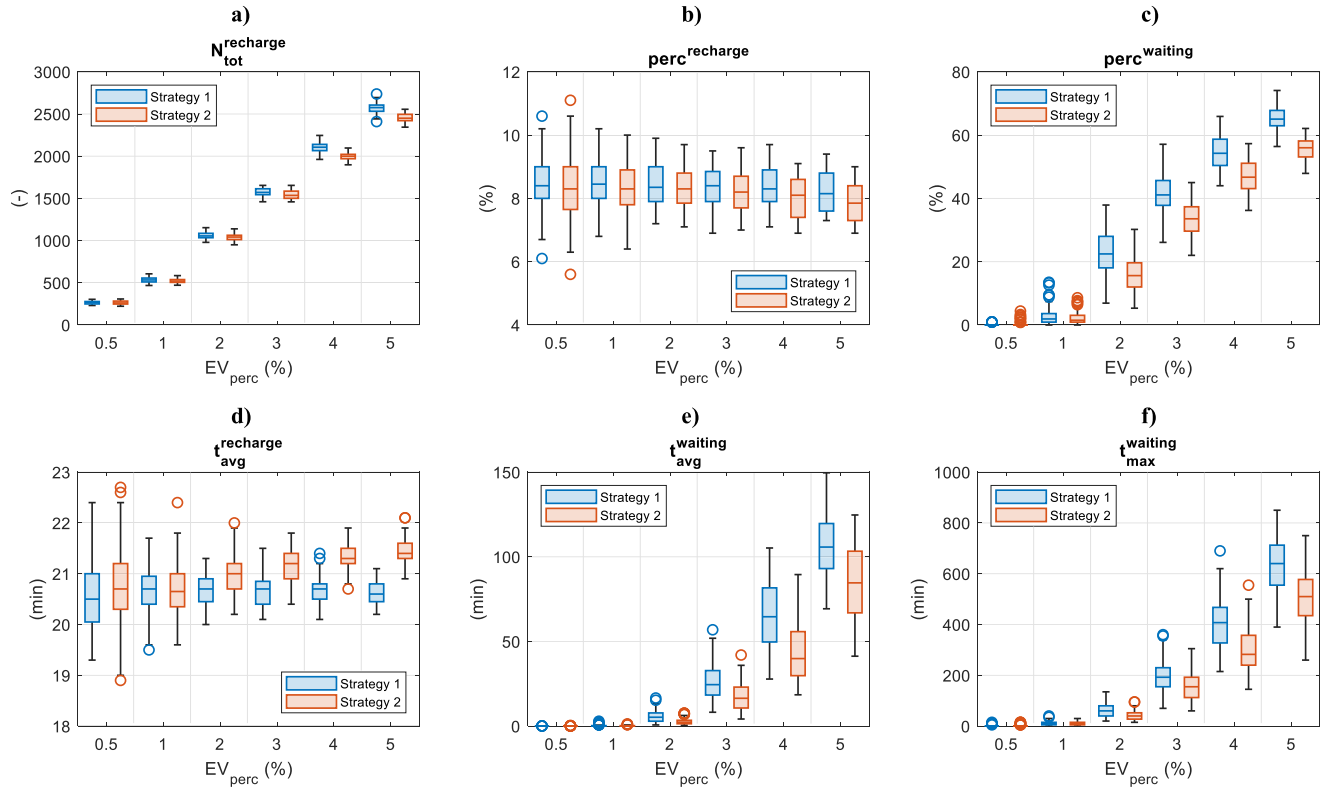 a)
N_tot^recharge
3000
2500
2000
1500
1000
500
0
(-)
Strategy 1
Strategy 2
0.5 1 2 3 4 5
EV_perc (%)
b)
perc^recharge
12
10
8
6
4
(%)
Strategy 1
Strategy 2
0.5 1 2 3 4 5
EV_perc (%)
c)
perc^waiting
80
60
40
20
0
(%)
Strategy 1
Strategy 2
0.5 1 2 3 4 5
EV_perc (%)
d)
t_avg^recharge
23
22
21
20
19
18
(min)
Strategy 1
Strategy 2
0.5 1 2 3 4 5
EV_perc (%)
e)
t_avg^waiting
150
100
50
0
(min)
Strategy 1
Strategy 2
0.5 1 2 3 4 5
EV_perc (%)
f)
t_max^waiting
1000
800
600
400
200
0
(min)
Strategy 1
Strategy 2
0.5 1 2 3 4 5
EV_perc (%)